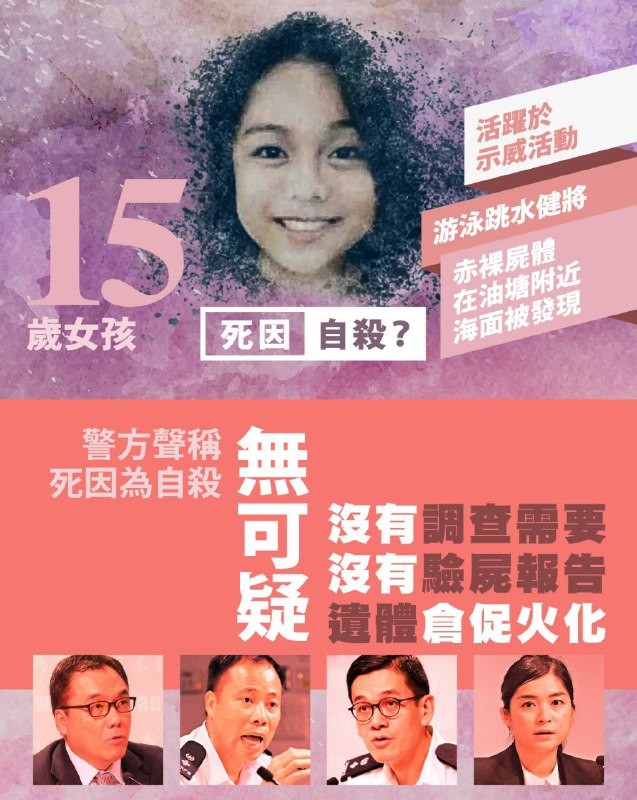 活躍於
示威活動
游泳跳水健將
赤裸屍體
在油塘附近
海面被發現
15
歲女孩
死因 自殺？
警方聲稱
死因為自殺
無可疑
沒有調查需要
沒有驗屍報告
遺體倉促火化